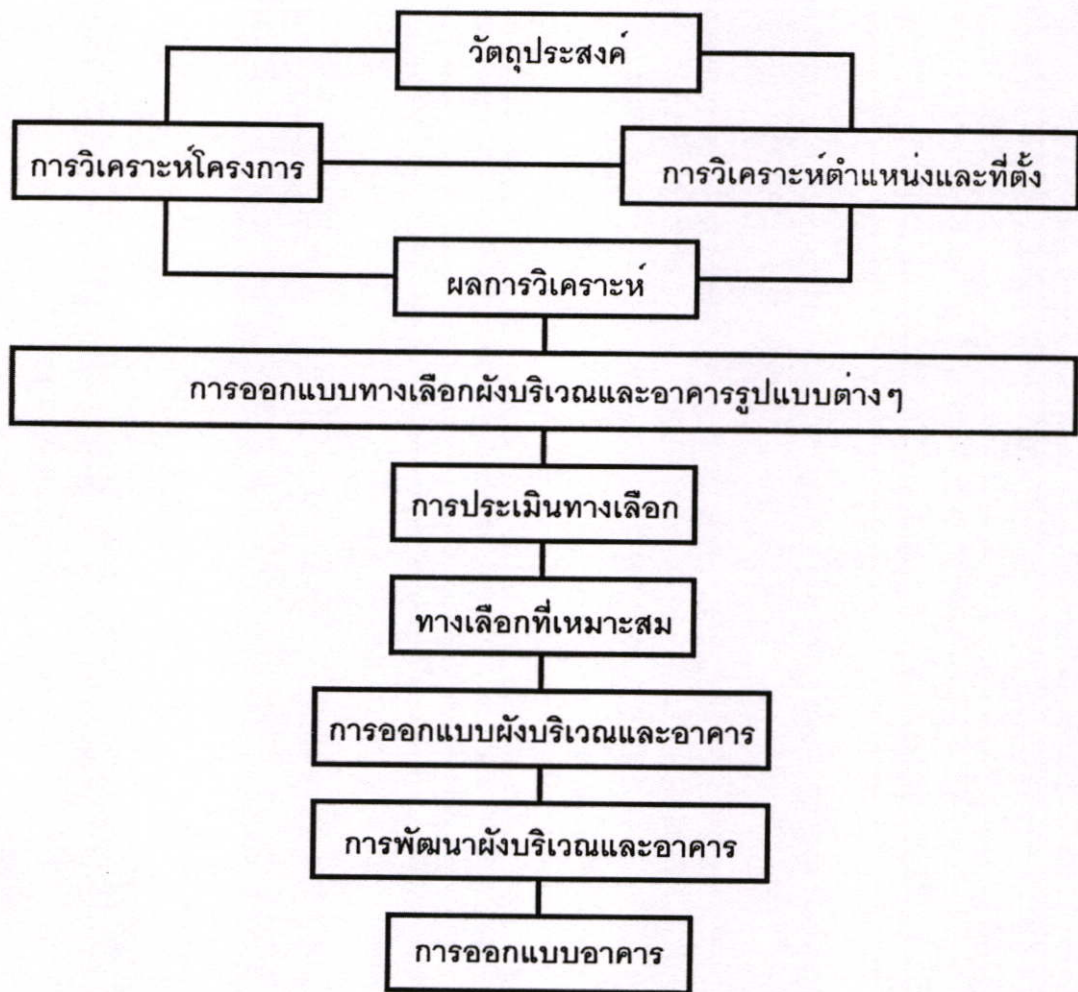 วัตถุประสงค์
การวิเคราะห์โครงการ
การวิเคราะห์ตำแหน่งและที่ตั้ง
ผลการวิเคราะห์
การออกแบบทางเลือกผังบริเวณและอาคารรูปแบบต่างๆ
การประเมินทางเลือก
ทางเลือกที่เหมาะสม
การออกแบบผังบริเวณและอาคาร
การพัฒนาผังบริเวณและอาคาร
การออกแบบอาคาร